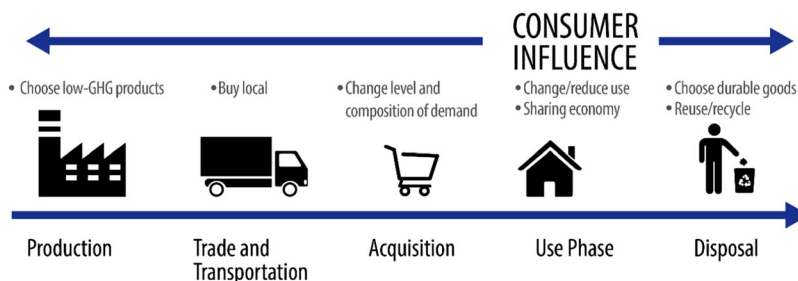 CONSUMER
INFLUENCE
• Choose low-GHG products
• Buy local
• Change level and
composition of demand
• Change/reduce use
• Sharing economy
• Choose durable goods
• Reuse/recycle
Production
Trade and
Transportation
Acquisition
Use Phase
Disposal